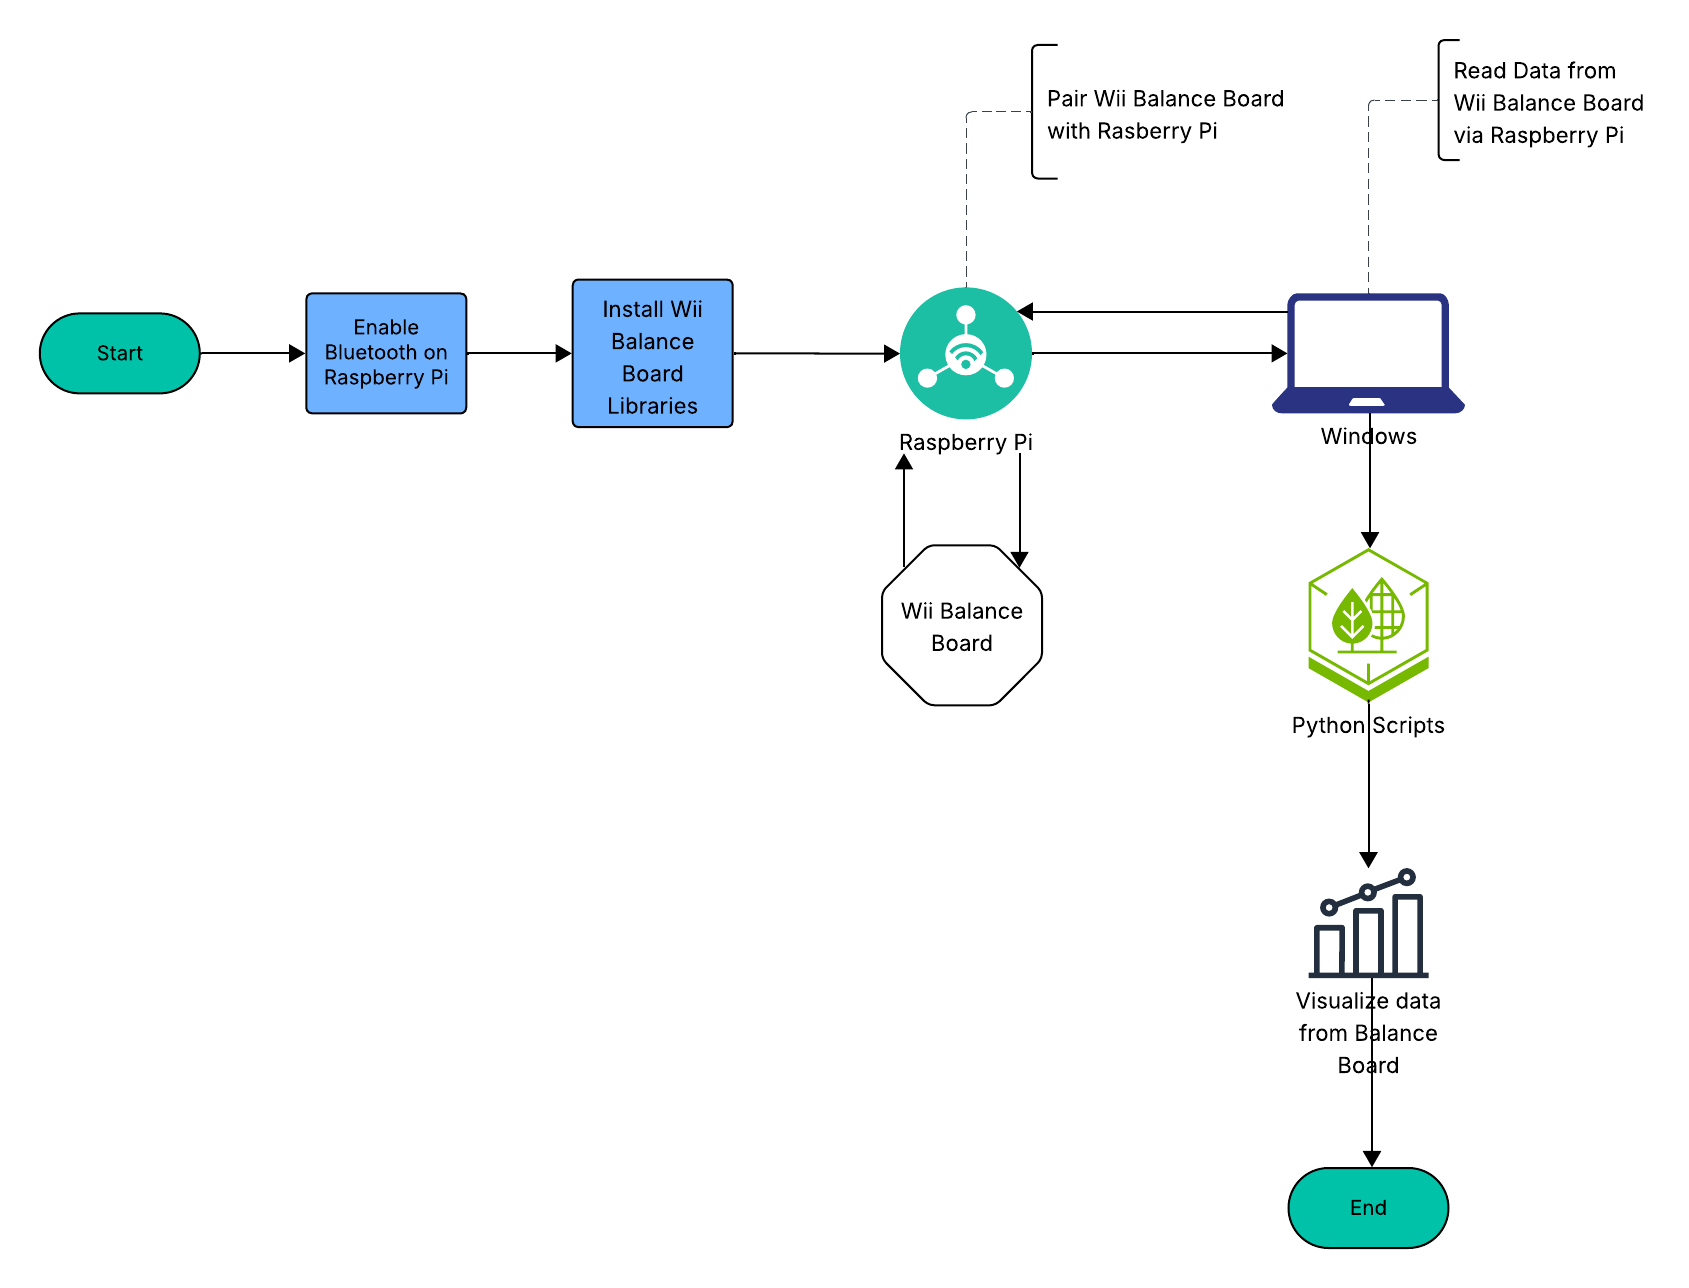 Pair Wii Balance Board
with Rasberry Pi
Read Data from
Wii Balance Board
via Raspberry Pi
Start
Enable
Bluetooth on
Raspberry Pi
Install Wii
Balance
Board
Libraries
Raspberry Pi
Windows
Wii Balance
Board
Python Scripts
Visualize data
from Balance
Board
End